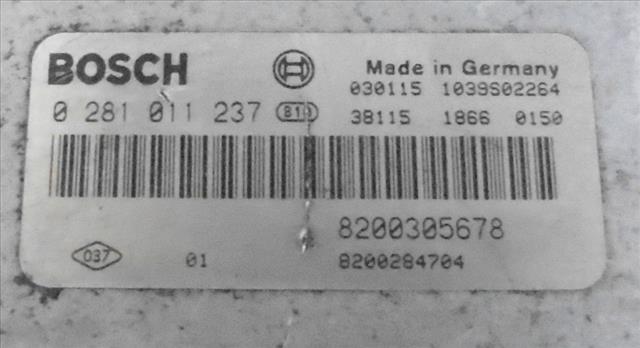 BOSCH
Made in Germany
030115 1039S02264
0 281 011 237
38115 1866 0150
8200305678
037 01 8200284704